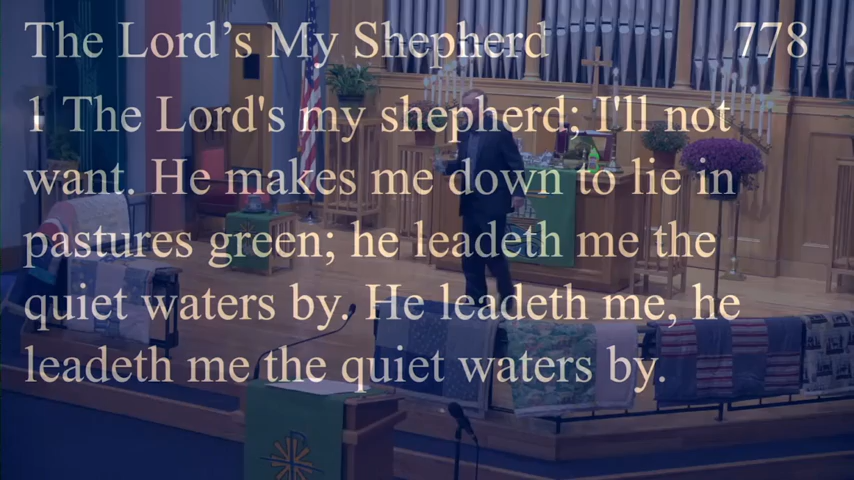 The Lord’s My Shepherd 778
1 The Lord's my shepherd; I'll not
want. He makes me down to lie in
pastures green; he leadeth me the
quiet waters by. He leadeth me, he
leadeth me the quiet waters by.